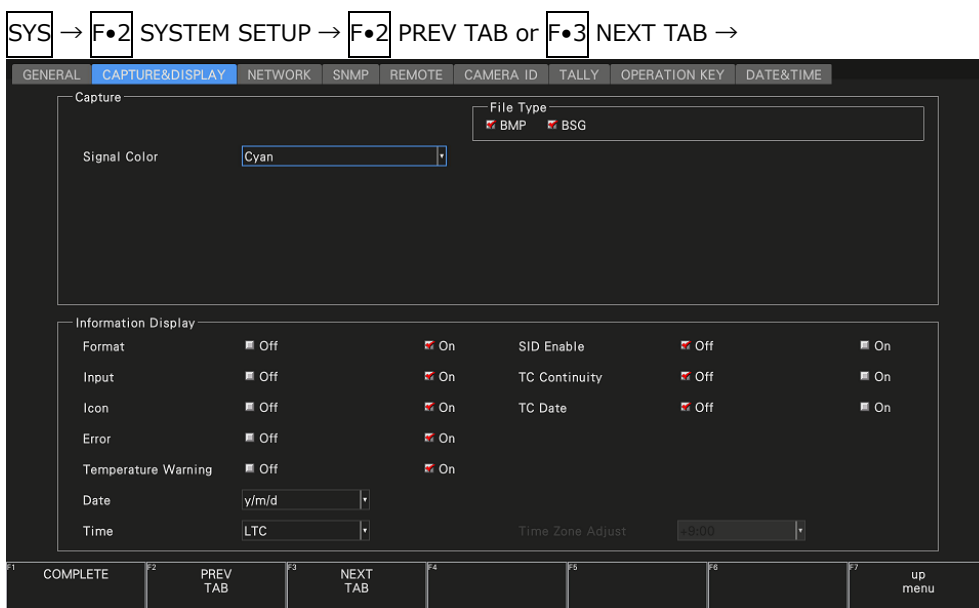 SYS → F•2 SYSTEM SETUP → F•2 PREV TAB or F•3 NEXT TAB →
GENERAL CAPTURE&DISPLAY NETWORK SNMP REMOTE CAMERA ID TALLY OPERATION KEY DATE&TIME
Capture
File Type
BMP BSG
Signal Color Cyan
Information Display
Format Off On SID Enable Off On
Input Off On TC Continuity Off On
Icon Off On TC Date Off On
Error Off On
Temperature Warning Off On
Date y/m/d
Time LTC Time Zone Adjust +9:00
F1 COMPLETE F2 PREV F3 NEXT F4 F5 F6 F7 up
TAB TAB menu